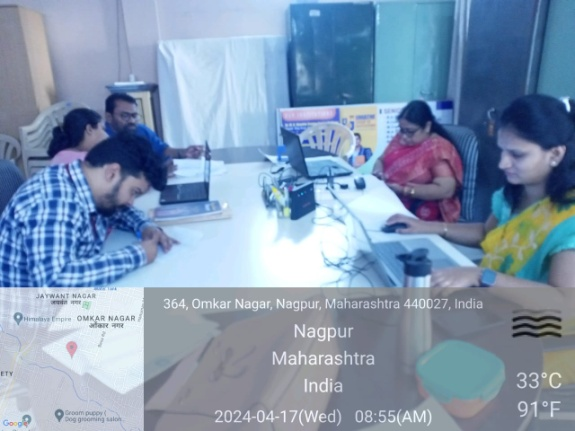 364, Omkar Nagar, Nagpur, Maharashtra 440027, India
Nagpur
Maharashtra
India
2024-04-17(Wed) 08:55(AM)
33°C
91°F
JAYWANT NAGAR
जयवंत नगर
Himalaya Empire
OMKAR NAGAR
ओंकार नगर
ETY
Groom puppy (
Dog grooming salon
Google